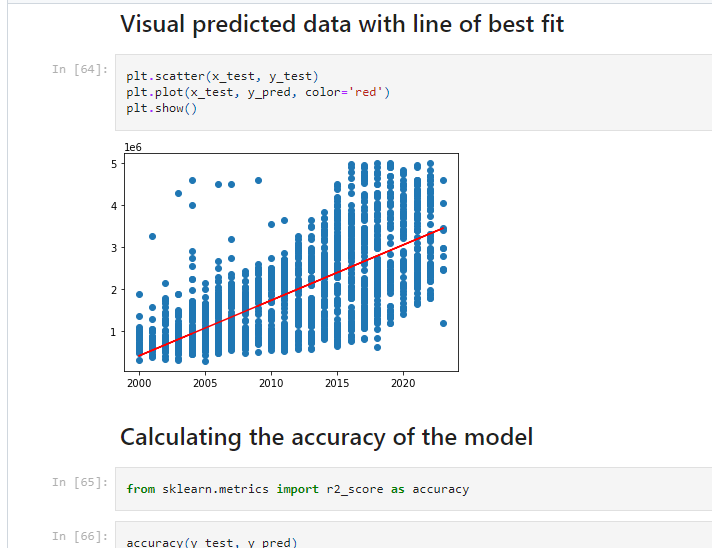 Visual predicted data with line of best fit
In [64]:
plt.scatter(x_test, y_test)
plt.plot(x_test, y_pred, color='red')
plt.show()
1e6
5
4
3
2
1
2000 2005 2010 2015 2020
Calculating the accuracy of the model
In [65]:
from sklearn.metrics import r2_score as accuracy
In [66]:
accuracy(y_test, y_pred)